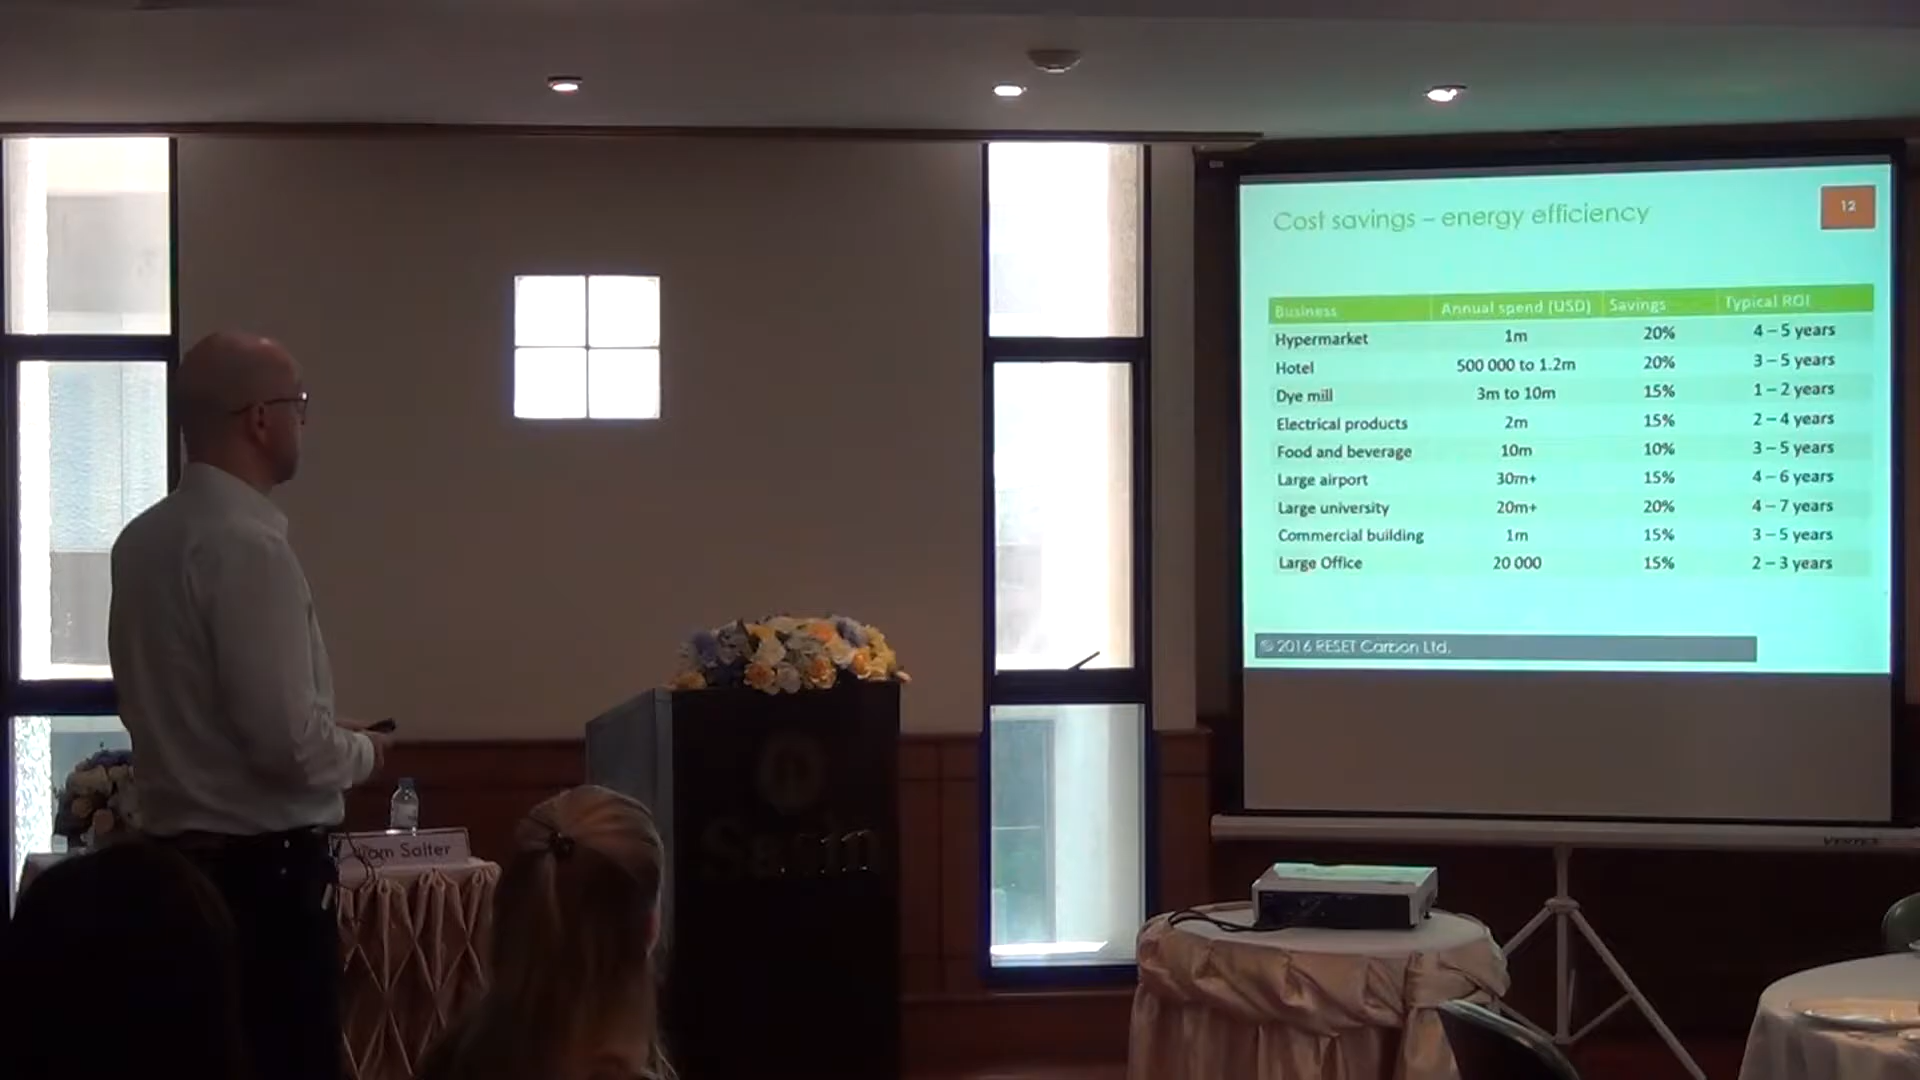 Cost savings – energy efficiency
12
Business Annual spend (USD) Savings Typical ROI
Hypermarket 1m 20% 4 – 5 years
Hotel 500 000 to 1.2m 20% 3 – 5 years
Dye mill 3m to 10m 15% 1 – 2 years
Electrical products 2m 15% 2 – 4 years
Food and beverage 10m 10% 3 – 5 years
Large airport 30m+ 15% 4 – 6 years
Large university 20m+ 20% 4 – 7 years
Commercial building 1m 15% 3 – 5 years
Large Office 20 000 15% 2 – 3 years
© 2016 RESET Carbon Ltd.
Salter